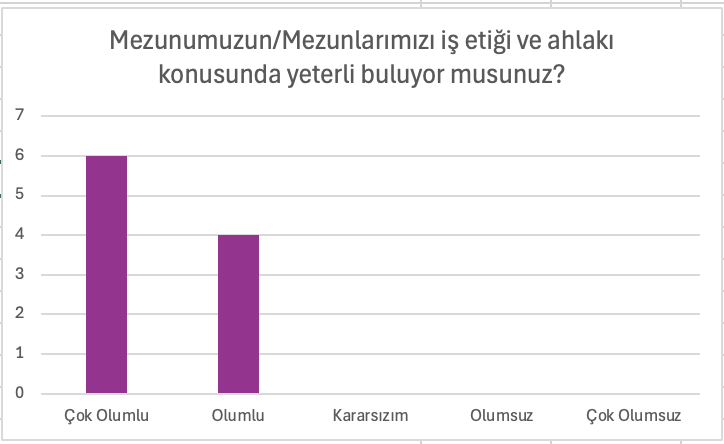 Mezunumuzun/Mezunlarımızı iş etiği ve ahlakı
konusunda yeterli buluyor musunuz?
7
6
5
4
3
2
1
0
Çok Olumlu Olumlu Kararsızım Olumsuz Çok Olumsuz